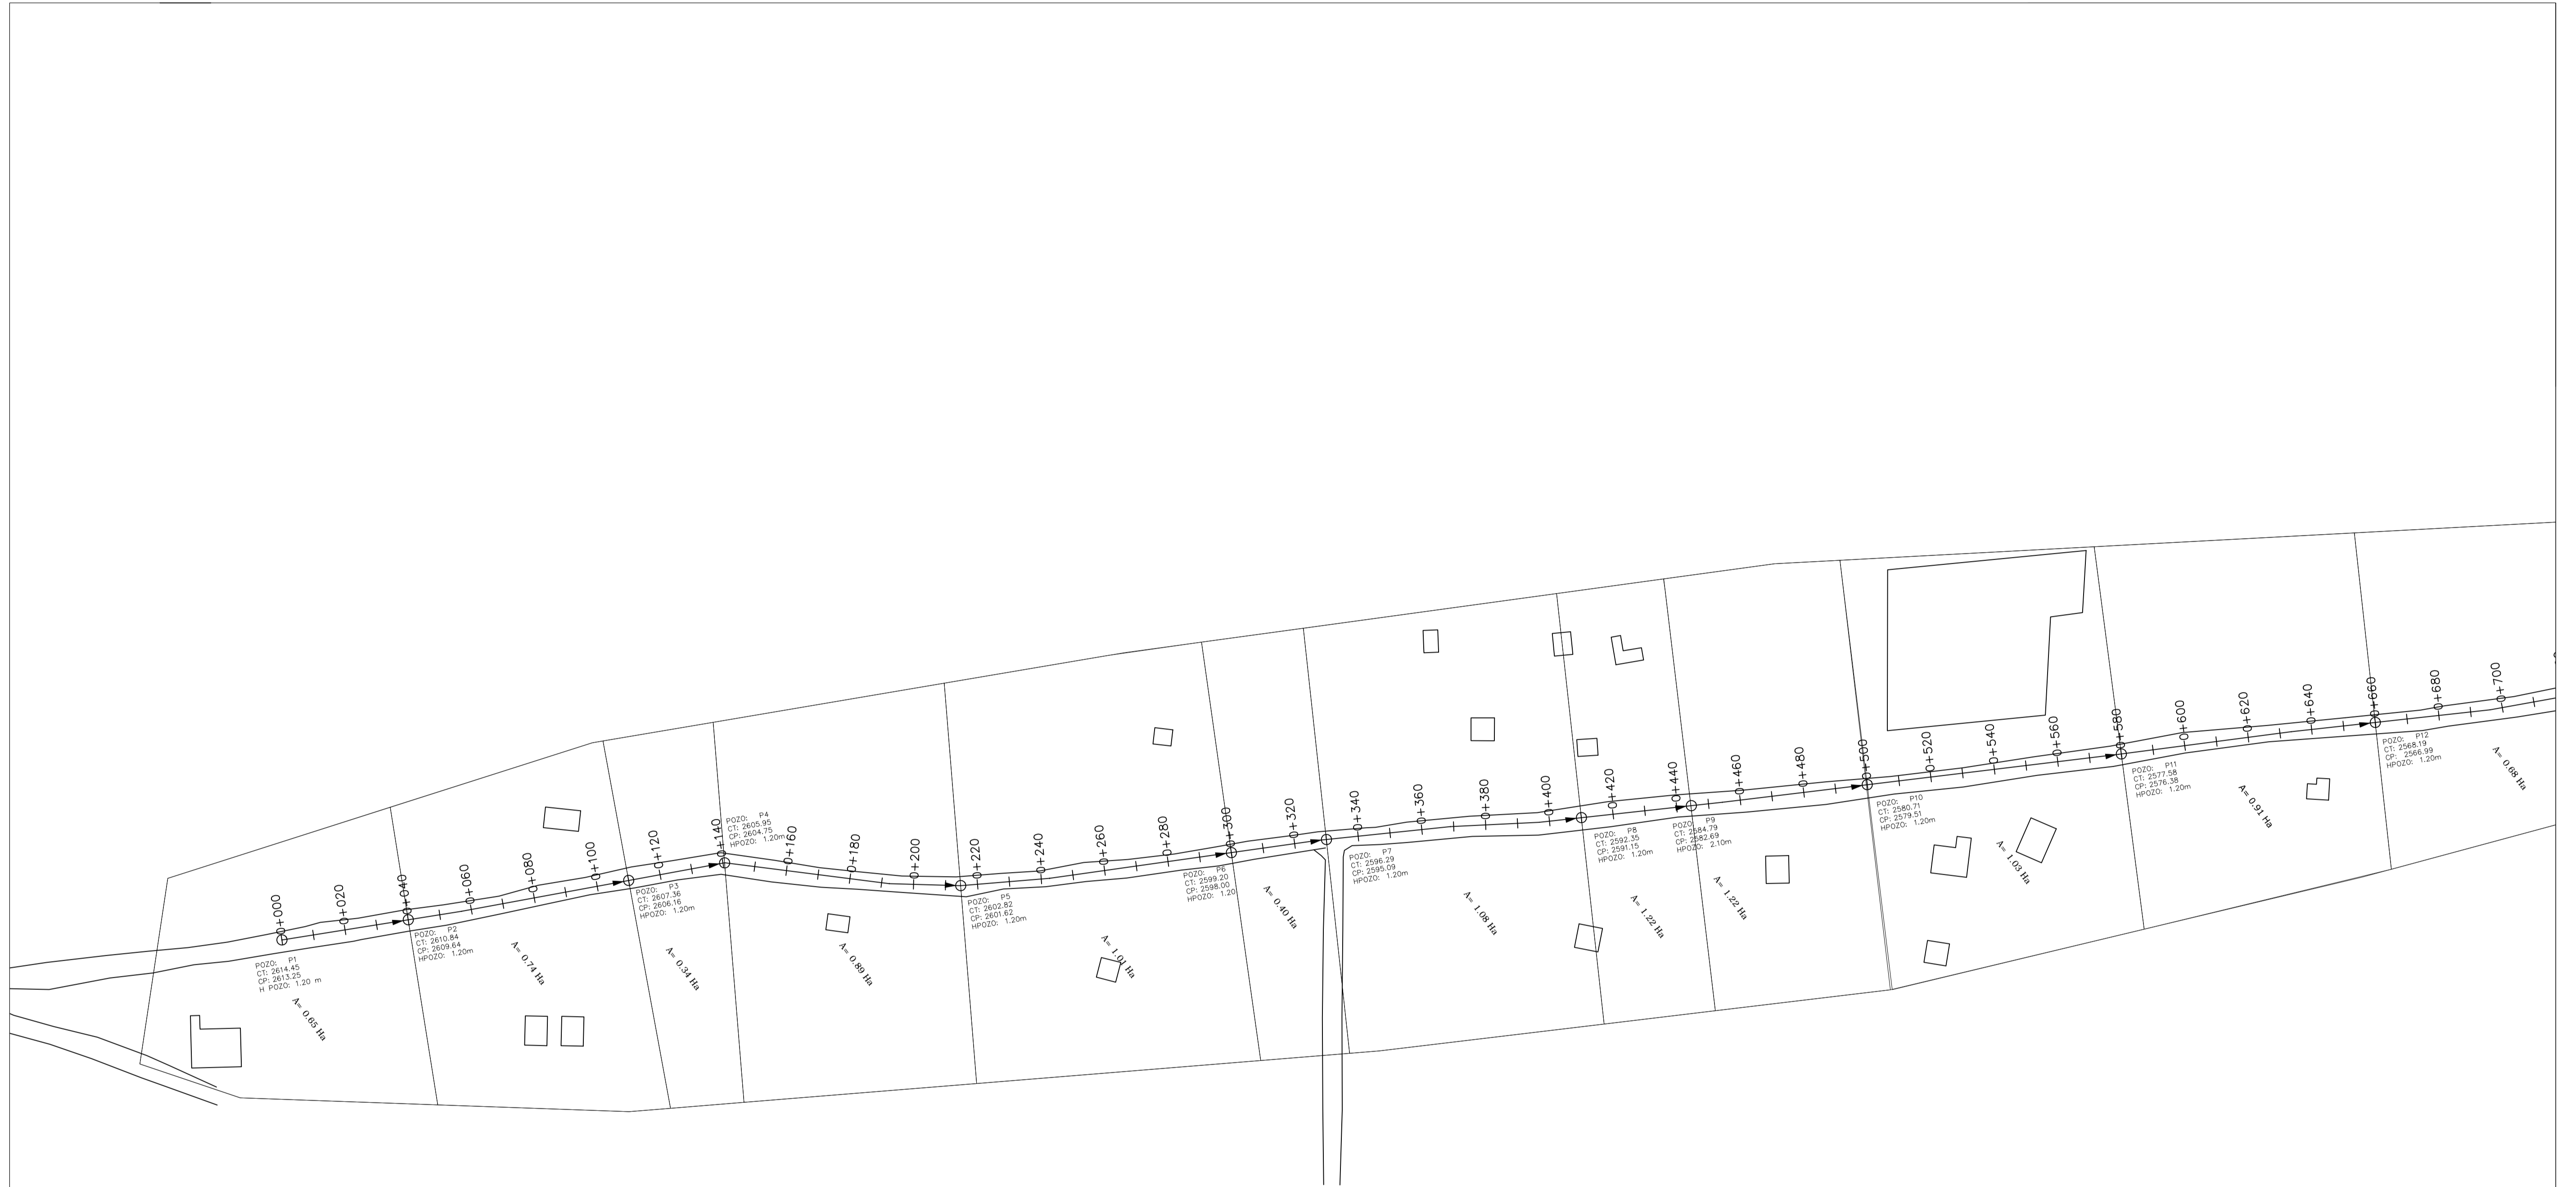 0+000
0+020
0+040
0+060
0+080
0+100
0+120
0+140
0+160
0+180
0+200
0+220
0+240
0+260
0+280
0+300
0+320
0+340
0+360
0+380
0+400
0+420
0+440
0+460
0+480
0+500
0+520
0+540
0+560
0+580
0+600
0+620
0+640
0+660
0+680
0+700
POZO: P1
CT: 2614.45
CP: 2613.25
H POZO: 1.20 m
A= 0.65 Ha
POZO: P2
CT: 2610.84
CP: 2609.64
HPOZO: 1.20m
A= 0.74 Ha
POZO: P3
CT: 2607.36
CP: 2606.16
HPOZO: 1.20m
A= 0.34 Ha
POZO: P4
CT: 2605.95
CP: 2604.75
HPOZO: 1.20m
A= 0.89 Ha
POZO: P5
CT: 2602.82
CP: 2601.62
HPOZO: 1.20m
A= 1.01 Ha
POZO: P6
CT: 2599.20
CP: 2598.00
HPOZO: 1.20
A= 0.40 Ha
POZO: P7
CT: 2596.29
CP: 2595.09
HPOZO: 1.20m
A= 1.08 Ha
POZO: P8
CT: 2592.35
CP: 2591.15
HPOZO: 1.20m
A= 1.22 Ha
POZO: P9
CT: 2584.79
CP: 2582.69
HPOZO: 2.10m
A= 1.22 Ha
POZO: P10
CT: 2580.71
CP: 2579.51
HPOZO: 1.20m
A= 1.03 Ha
POZO: P11
CT: 2577.58
CP: 2576.38
HPOZO: 1.20m
A= 0.91 Ha
POZO: P12
CT: 2568.19
CP: 2566.99
HPOZO: 1.20m
A= 0.68 Ha